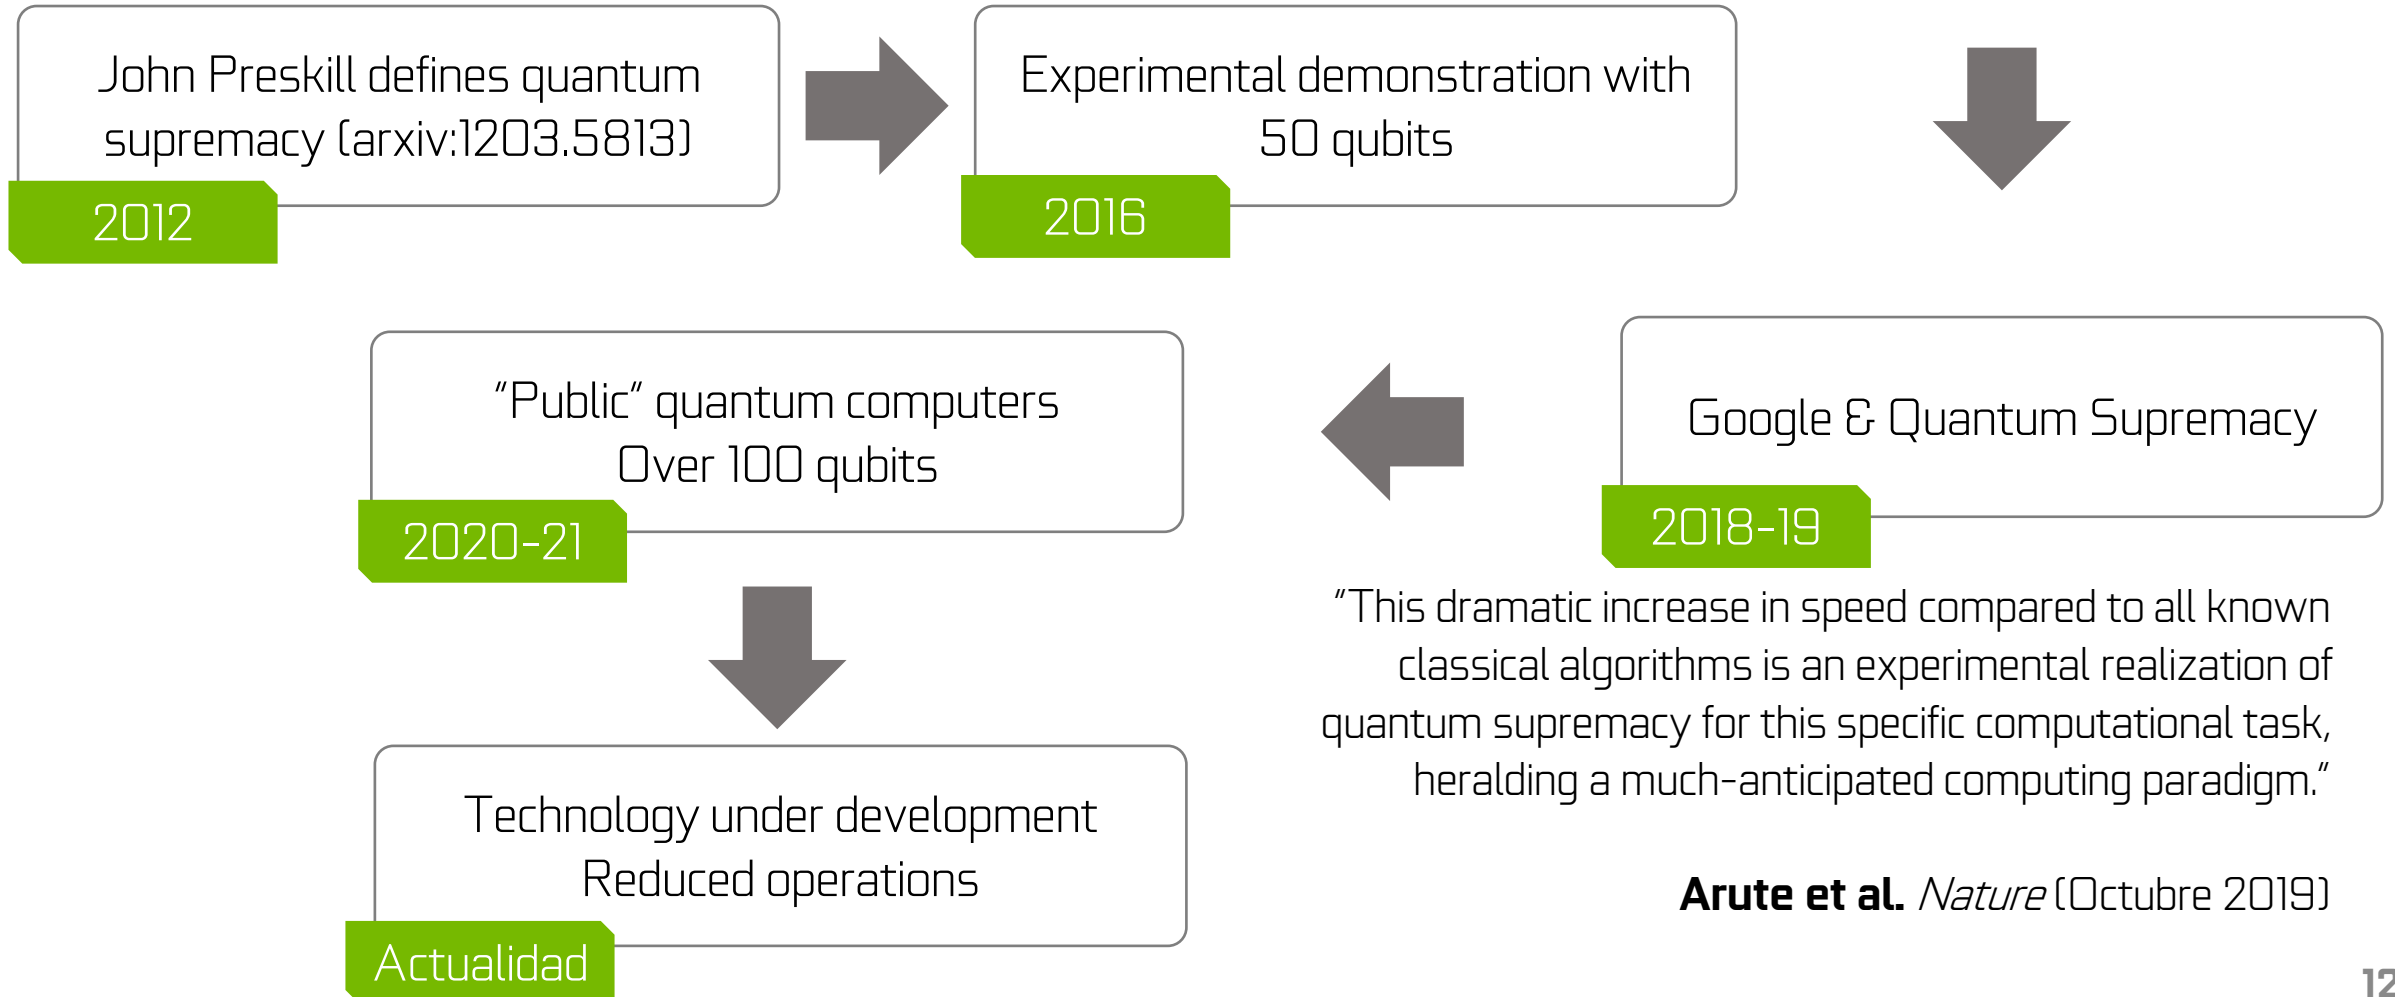 John Preskill defines quantum
supremacy (arxiv:1203.5813)
2012
Experimental demonstration with
50 qubits
2016
Google & Quantum Supremacy
2018-19
"This dramatic increase in speed compared to all known
classical algorithms is an experimental realization of
quantum supremacy for this specific computational task,
heralding a much-anticipated computing paradigm."
Arute et al. Nature (Octubre 2019)
"Public" quantum computers
Over 100 qubits
2020-21
Technology under development
Reduced operations
Actualidad
12